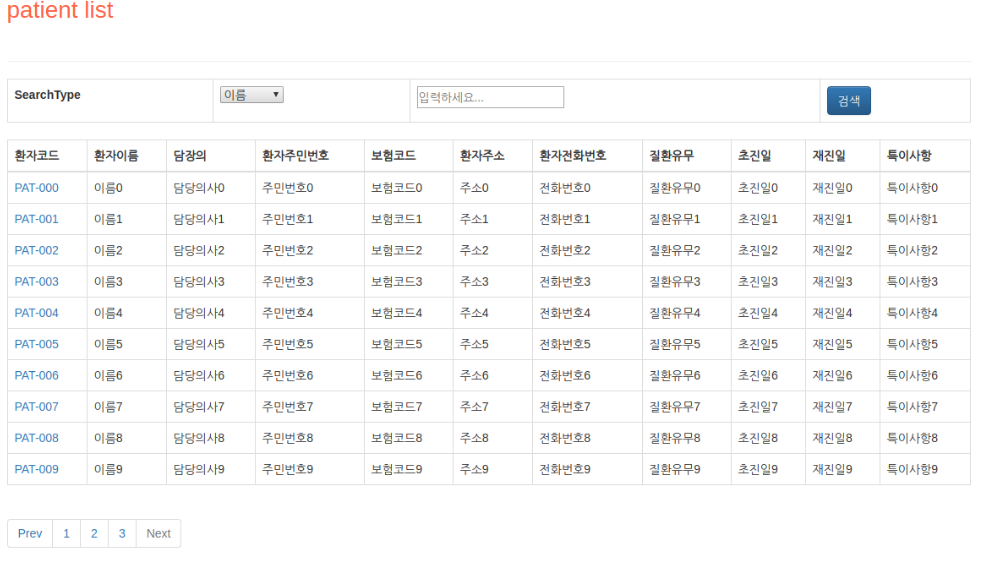 patient list
SearchType 이름 입력하세요... 검색
환자코드 환자이름 담장의 환자주민번호 보험코드 환자주소 환자전화번호 질환유무 초진일 재진일 특이사항
PAT-000 이름0 담당의사0 주민번호0 보험코드0 주소0 전화번호0 질환유무0 초진일0 재진일0 특이사항0
PAT-001 이름1 담당의사1 주민번호1 보험코드1 주소1 전화번호1 질환유무1 초진일1 재진일1 특이사항1
PAT-002 이름2 담당의사2 주민번호2 보험코드2 주소2 전화번호2 질환유무2 초진일2 재진일2 특이사항2
PAT-003 이름3 담당의사3 주민번호3 보험코드3 주소3 전화번호3 질환유무3 초진일3 재진일3 특이사항3
PAT-004 이름4 담당의사4 주민번호4 보험코드4 주소4 전화번호4 질환유무4 초진일4 재진일4 특이사항4
PAT-005 이름5 담당의사5 주민번호5 보험코드5 주소5 전화번호5 질환유무5 초진일5 재진일5 특이사항5
PAT-006 이름6 담당의사6 주민번호6 보험코드6 주소6 전화번호6 질환유무6 초진일6 재진일6 특이사항6
PAT-007 이름7 담당의사7 주민번호7 보험코드7 주소7 전화번호7 질환유무7 초진일7 재진일7 특이사항7
PAT-008 이름8 담당의사8 주민번호8 보험코드8 주소8 전화번호8 질환유무8 초진일8 재진일8 특이사항8
PAT-009 이름9 담당의사9 주민번호9 보험코드9 주소9 전화번호9 질환유무9 초진일9 재진일9 특이사항9
Prev 1 2 3 Next